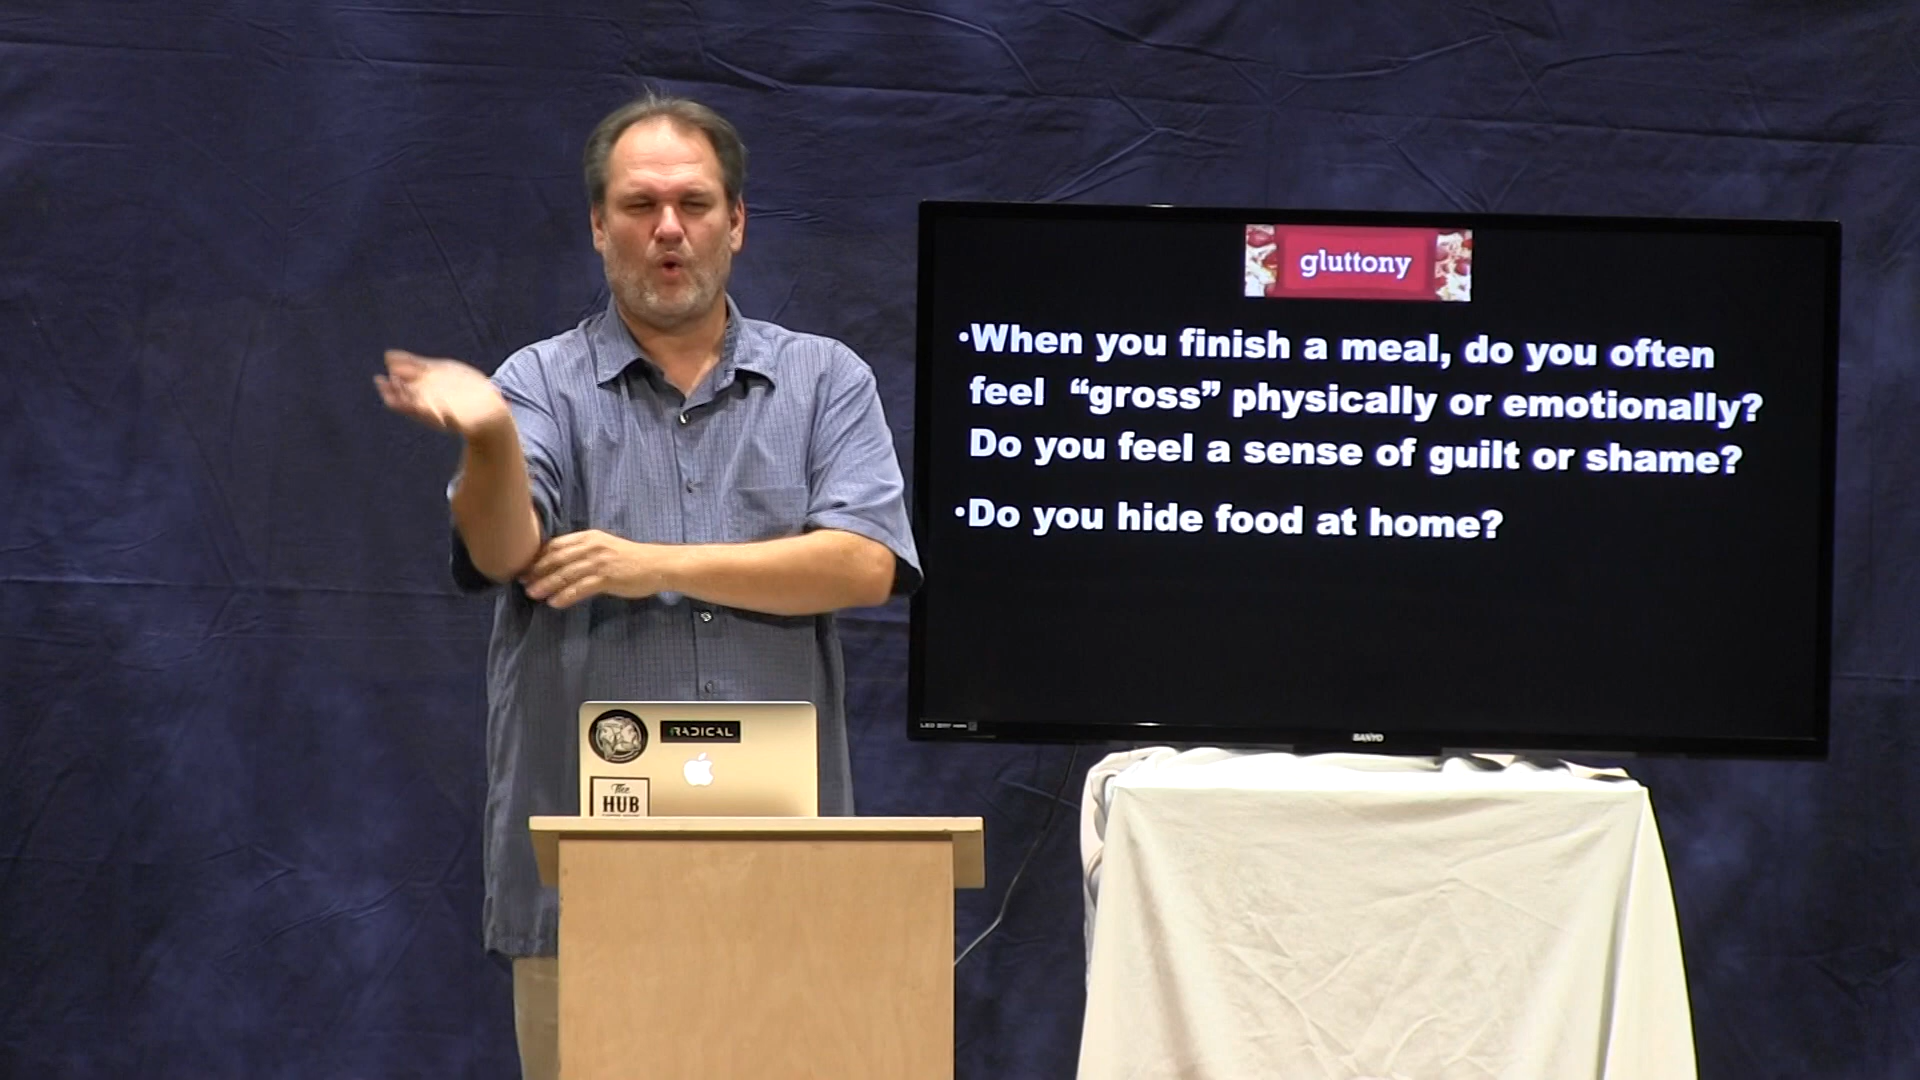 gluttony
•When you finish a meal, do you often
feel “gross” physically or emotionally?
Do you feel a sense of guilt or shame?
•Do you hide food at home?
SANYO
RADICAL
The
HUB